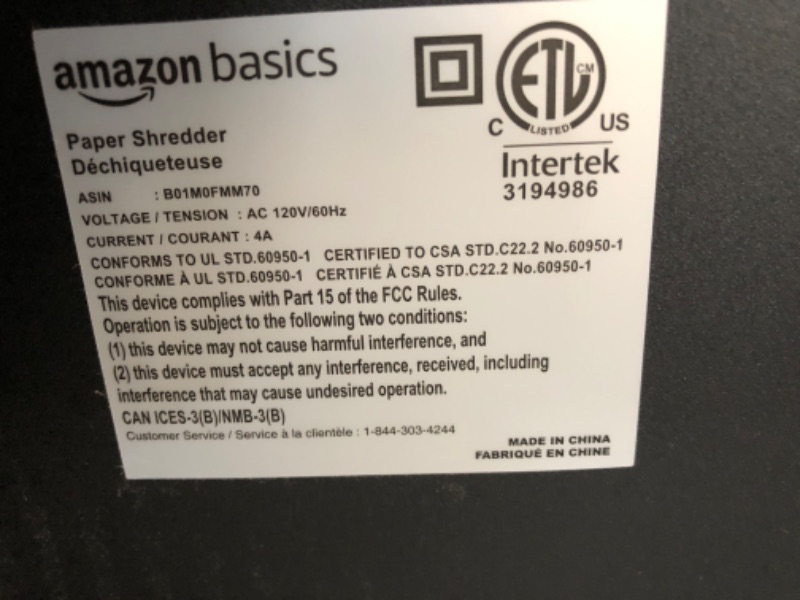 amazon basics
ETL CM
LISTED
C US
Intertek
3194986
Paper Shredder
Déchiqueteuse
ASIN : B01M0FMM70
VOLTAGE / TENSION : AC 120V/60Hz
CURRENT / COURANT : 4A
CONFORMS TO UL STD.60950-1 CERTIFIED TO CSA STD.C22.2 No.60950-1
CONFORME À UL STD.60950-1 CERTIFIÉ À CSA STD.C22.2 No.60950-1
This device complies with Part 15 of the FCC Rules.
Operation is subject to the following two conditions:
(1) this device may not cause harmful interference, and
(2) this device must accept any interference, received, including
interference that may cause undesired operation.
CAN ICES-3(B)/NMB-3(B)
Customer Service / Service à la clientèle : 1-844-303-4244
MADE IN CHINA
FABRIQUÉ EN CHINE